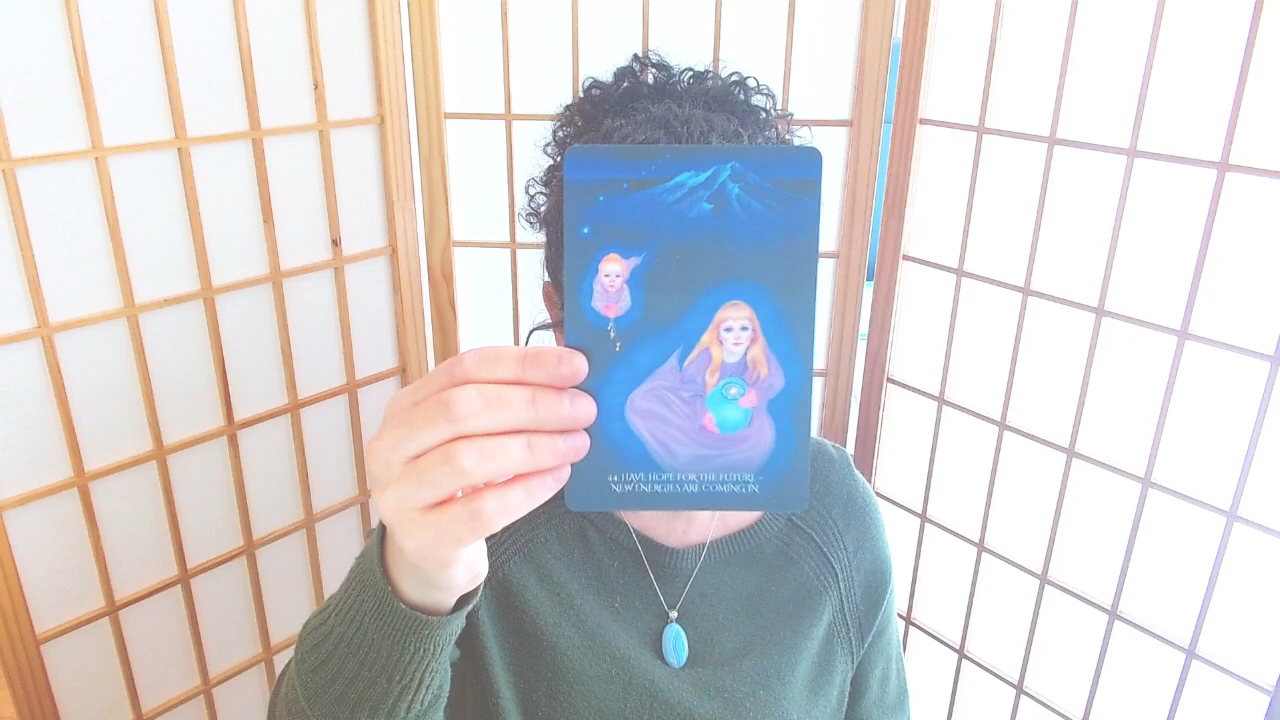 44. HAVE HOPE FOR THE FUTURE -
NEW ENERGIES ARE COMING IN